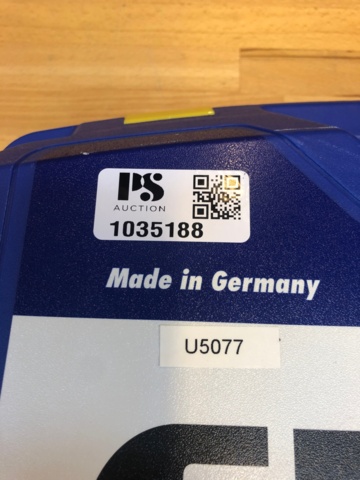 PS
AUCTION
1035188
Made in Germany
U5077